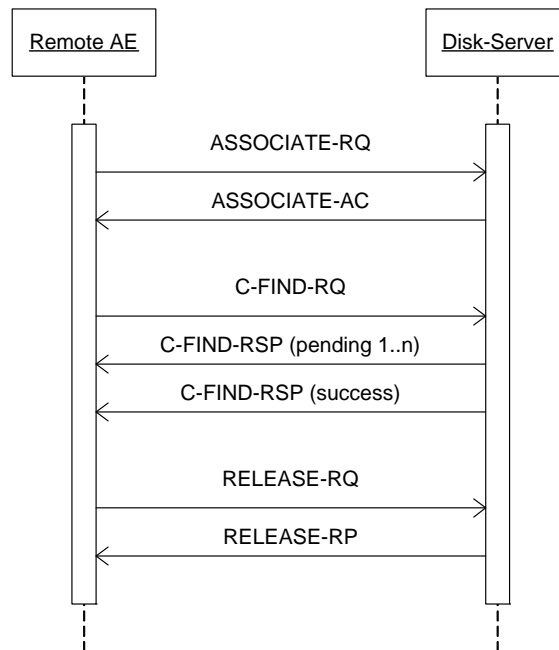 Remote AE
Disk-Server
ASSOCIATE-RQ
ASSOCIATE-AC
C-FIND-RQ
C-FIND-RSP (pending 1..n)
C-FIND-RSP (success)
RELEASE-RQ
RELEASE-RP